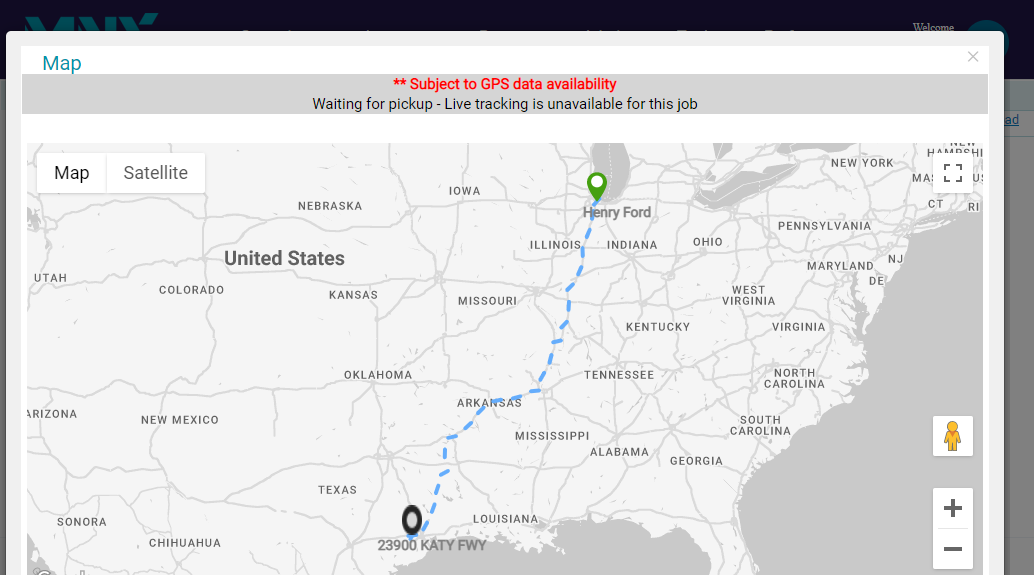 Welcome
Map
×
** Subject to GPS data availability
Waiting for pickup - Live tracking is unavailable for this job
ad
Map
Satellite
NEW YORK
IOWA
NEBRASKA
Henry Ford
CT
RI
PENNSYLVANIA
ILLINOIS
INDIANA
OHIO
United States
NJ
MARYLAND
DE
UTAH
COLORADO
KANSAS
MISSOURI
WEST
VIRGINIA
KENTUCKY
VIRGINIA
OKLAHOMA
TENNESSEE
NORTH
CAROLINA
ARKANSAS
ARIZONA
NEW MEXICO
SOUTH
CAROLINA
MISSISSIPPI
ALABAMA
GEORGIA
TEXAS
SONORA
LOUISIANA
CHIHUAHUA
23900 KATY FWY